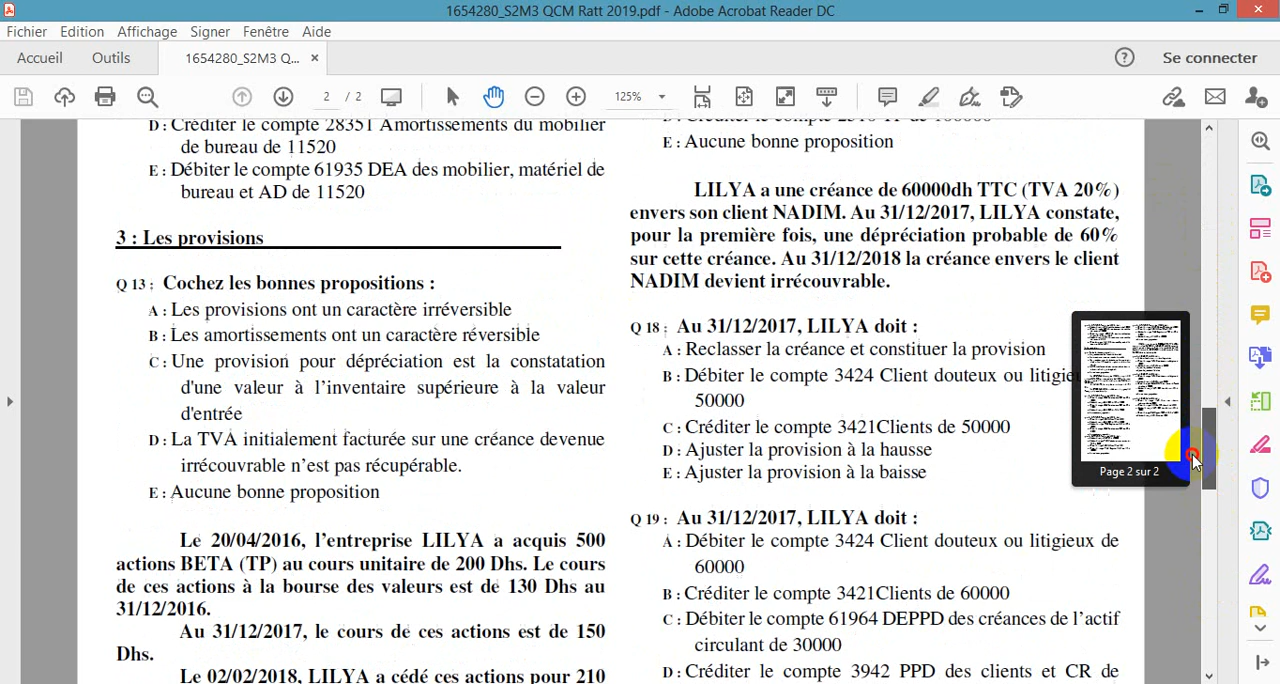 1654280_S2M3 QCM Ratt 2019.pdf - Adobe Acrobat Reader DC
Fichier Edition Affichage Signer Fenêtre Aide
Accueil Outils 1654280_S2M3 Q... × ? Se connecter
2 / 2 125%
D : Créditer le compte 28351 Amortissements du mobilier
de bureau de 11520
E : Débiter le compte 61935 DEA des mobilier, matériel de
bureau et AD de 11520
3 : Les provisions
Q 13 : Cochez les bonnes propositions :
A : Les provisions ont un caractère irréversible
B : Les amortissements ont un caractère réversible
C : Une provision pour dépréciation est la constatation
d'une valeur à l’inventaire supérieure à la valeur
d'entrée
D : La TVA initialement facturée sur une créance devenue
irrécouvrable n’est pas récupérable.
E : Aucune bonne proposition
Le 20/04/2016, l’entreprise LILYA a acquis 500
actions BETA (TP) au cours unitaire de 200 Dhs. Le cours
de ces actions à la bourse des valeurs est de 130 Dhs au
31/12/2016.
Au 31/12/2017, le cours de ces actions est de 150
Dhs.
Le 02/02/2018, LILYA a cédé ces actions pour 210
E : Aucune bonne proposition
LILYA a une créance de 60000dh TTC (TVA 20%)
envers son client NADIM. Au 31/12/2017, LILYA constate,
pour la première fois, une dépréciation probable de 60%
sur cette créance. Au 31/12/2018 la créance envers le client
NADIM devient irrécouvrable.
Q 18 : Au 31/12/2017, LILYA doit :
A : Reclasser la créance et constituer la provision
B : Débiter le compte 3424 Client douteux ou litigie
50000
C : Créditer le compte 3421Clients de 50000
D : Ajuster la provision à la hausse
E : Ajuster la provision à la baisse
Q 19 : Au 31/12/2017, LILYA doit :
A : Débiter le compte 3424 Client douteux ou litigieux de
60000
B : Créditer le compte 3421Clients de 60000
C : Débiter le compte 61964 DEPPD des créances de l’actif
circulant de 30000
D : Créditer le compte 3942 PPD des clients et CR de
Page 2 sur 2